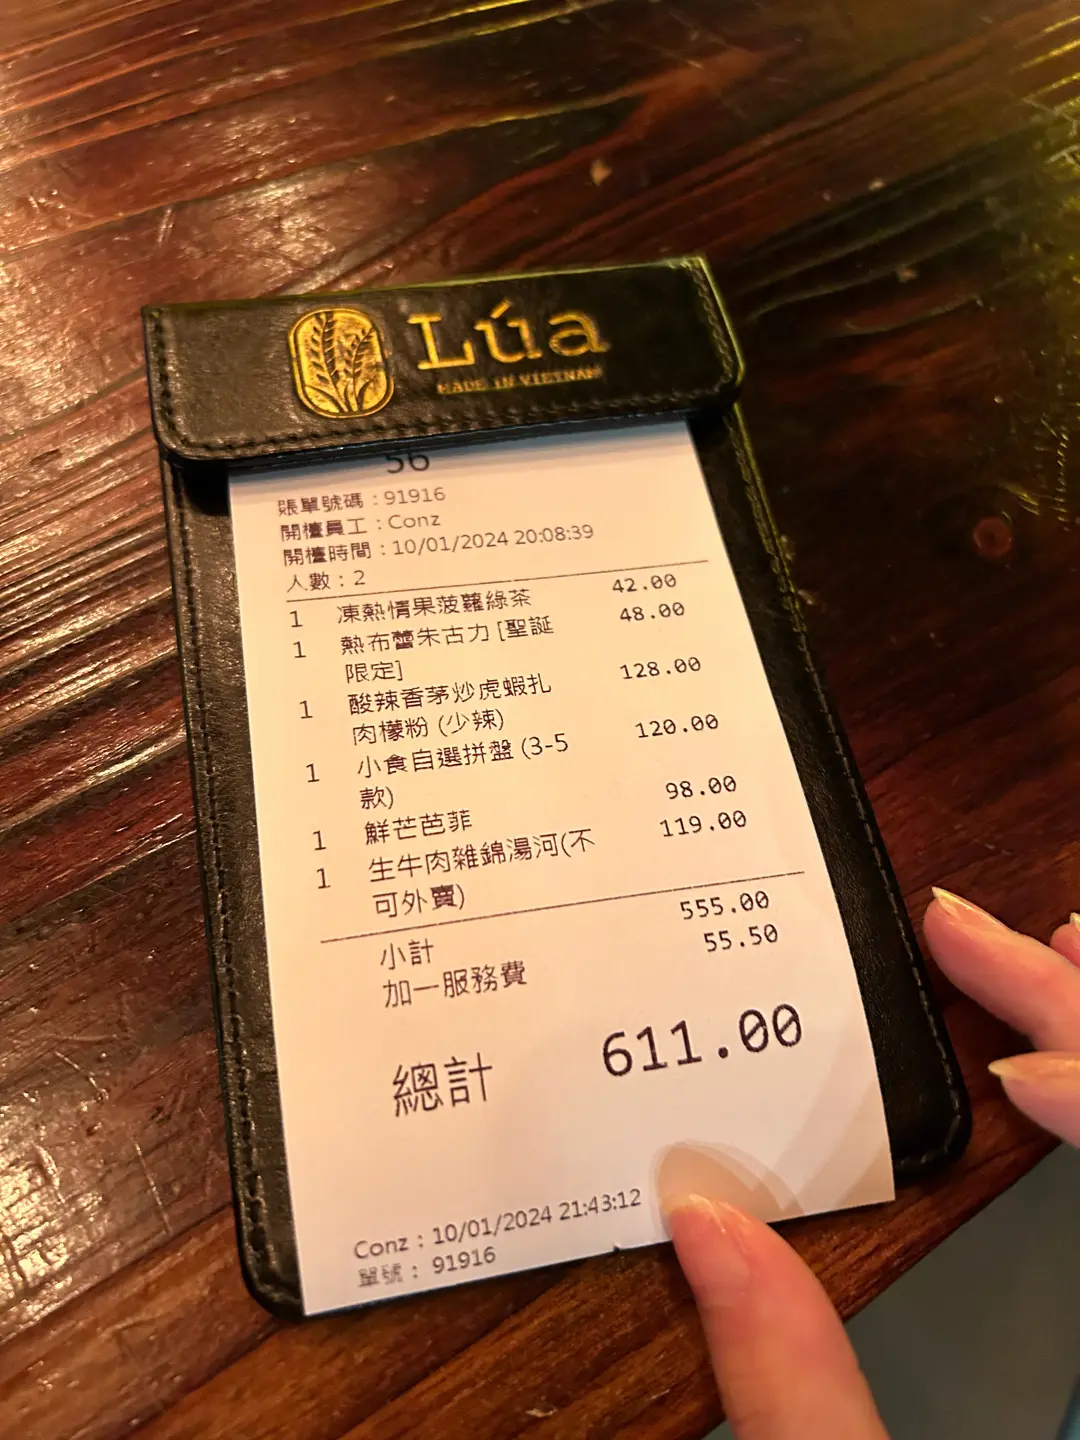 Lúa
MADE IN VIETNAM
56
賬單號碼：91916
開檯員工：Conz
開檯時間：10/01/2024 20:08:39
人數：2
1 凍熱情果菠蘿綠茶 42.00
1 熱布蕾朱古力 [聖誕 48.00
限定]
1 酸辣香茅炒虎蝦扎 128.00
肉檬粉 (少辣)
1 小食自選拼盤 (3-5 120.00
款)
1 鮮芒芭菲 98.00
1 生牛肉雜錦湯河(不 119.00
可外賣)
小計 555.00
加一服務費 55.50
總計 611.00
Conz：10/01/2024 21:43:12
單號：91916